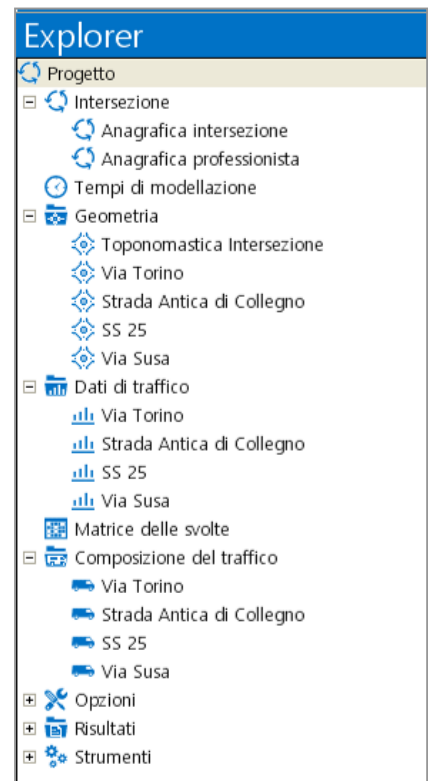 Explorer
Progetto
Intersezione
Anagrafica intersezione
Anagrafica professionista
Tempi di modellazione
Geometria
Toponomastica Intersezione
Via Torino
Strada Antica di Collegno
SS 25
Via Susa
Dati di traffico
Via Torino
Strada Antica di Collegno
SS 25
Via Susa
Matrice delle svolte
Composizione del traffico
Via Torino
Strada Antica di Collegno
SS 25
Via Susa
Opzioni
Risultati
Strumenti